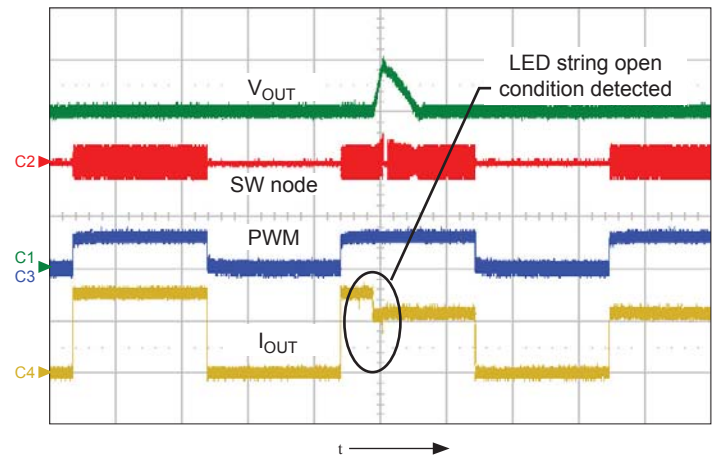 LED string open
condition detected
VOUT
C2
SW node
PWM
C1
C3
IOUT
C4
t